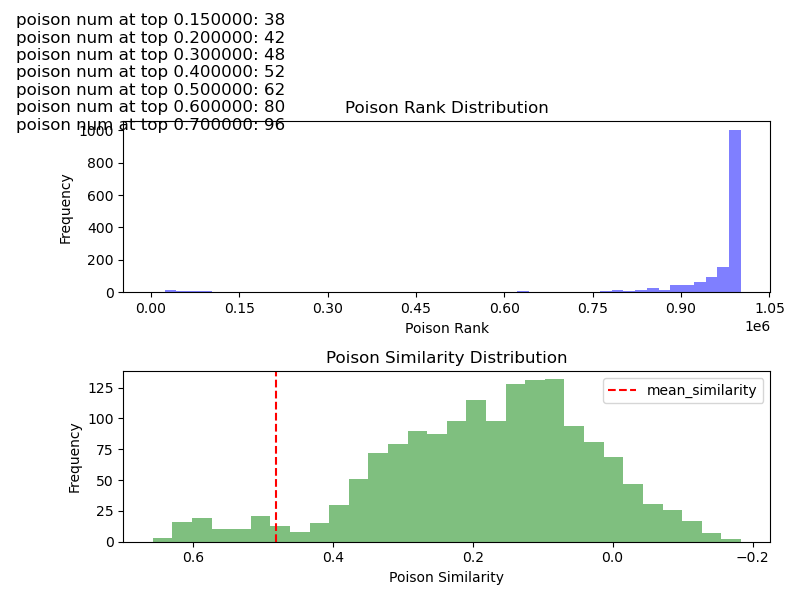 poison num at top 0.150000: 38
poison num at top 0.200000: 42
poison num at top 0.300000: 48
poison num at top 0.400000: 52
poison num at top 0.500000: 62
poison num at top 0.600000: 80
poison num at top 0.700000: 96
Poison Rank Distribution
1000
800
600
400
200
0
Frequency
0.00 0.15 0.30 0.45 0.60 0.75 0.90 1.05
1e6
Poison Rank
Poison Similarity Distribution
mean_similarity
125
100
75
50
25
0
Frequency
0.6 0.4 0.2 0.0 −0.2
Poison Similarity